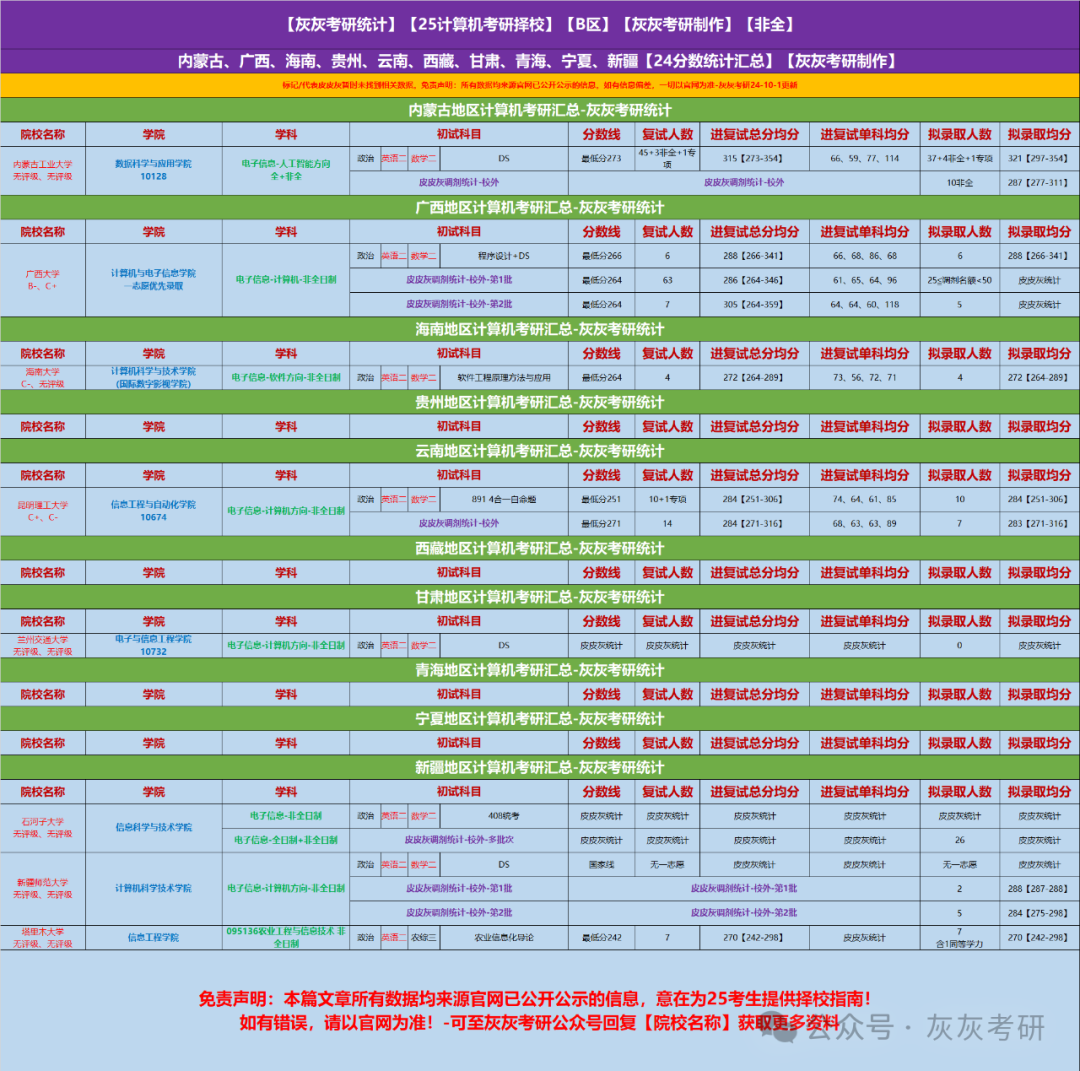 【灰灰考研统计】【25计算机考研择校】【B区】【灰灰考研制作】【非全】
内蒙古、广西、海南、贵州、云南、西藏、甘肃、青海、宁夏、新疆【24分数统计汇总】【灰灰考研制作】
标记/代表皮皮灰暂时未找到相关数据、免责声明：所有数据均来源官网已公开公示的信息、如有信息偏差，一切以官网为准-灰灰考研24-10-1更新
内蒙古地区计算机考研汇总-灰灰考研统计
院校名称 学院 学科 初试科目 分数线 复试人数 进复试总分均分 进复试单科均分 拟录取人数 拟录取均分
内蒙古工业大学 无评级、无评级 数据科学与应用学院 10128 电子信息-人工智能方向 全+非全 政治 英语二 数学二 DS 最低分273 45+3非全+1专项 315【273-354】 66、59、77、114 37+4非全+1专项 321【297-354】
皮皮灰调剂统计-校外 皮皮灰调剂统计-校外 10非全 287【277-311】
广西地区计算机考研汇总-灰灰考研统计
院校名称 学院 学科 初试科目 分数线 复试人数 进复试总分均分 进复试单科均分 拟录取人数 拟录取均分
广西大学 B-、C+ 计算机与电子信息学院 一志愿优先录取 电子信息-计算机-非全日制 政治 英语二 数学二 程序设计+DS 最低分266 6 288【266-341】 66、68、86、68 6 288【266-341】
皮皮灰调剂统计-校外-第1批 最低分264 63 286【264-346】 61、65、64、96 25≤调剂名额<50 皮皮灰统计
皮皮灰调剂统计-校外-第2批 最低分264 7 305【264-359】 64、64、60、118 5 皮皮灰统计
海南地区计算机考研汇总-灰灰考研统计
院校名称 学院 学科 初试科目 分数线 复试人数 进复试总分均分 进复试单科均分 拟录取人数 拟录取均分
海南大学 C-、无评级 计算机科学与技术学院 (国际数字影视学院) 电子信息-软件方向-非全日制 政治 英语二 数学二 软件工程原理方法与应用 最低分264 4 272【264-289】 73、56、72、71 4 272【264-289】
贵州地区计算机考研汇总-灰灰考研统计
院校名称 学院 学科 初试科目 分数线 复试人数 进复试总分均分 进复试单科均分 拟录取人数 拟录取均分
云南地区计算机考研汇总-灰灰考研统计
院校名称 学院 学科 初试科目 分数线 复试人数 进复试总分均分 进复试单科均分 拟录取人数 拟录取均分
昆明理工大学 C+、C- 信息工程与自动化学院 10674 电子信息-计算机方向-非全日制 政治 英语二 数学二 891 4合一自命题 最低分251 10+1专项 284【251-306】 74、64、61、85 10 284【251-306】
皮皮灰调剂统计-校外 最低分271 14 284【271-316】 68、63、63、89 7 283【271-316】
西藏地区计算机考研汇总-灰灰考研统计
院校名称 学院 学科 初试科目 分数线 复试人数 进复试总分均分 进复试单科均分 拟录取人数 拟录取均分
甘肃地区计算机考研汇总-灰灰考研统计
院校名称 学院 学科 初试科目 分数线 复试人数 进复试总分均分 进复试单科均分 拟录取人数 拟录取均分
兰州交通大学 无评级、无评级 电子与信息工程学院 10732 电子信息-计算机方向-非全日制 政治 英语二 数学二 DS 皮皮灰统计 皮皮灰统计 皮皮灰统计 皮皮灰统计 0 皮皮灰统计
青海地区计算机考研汇总-灰灰考研统计
院校名称 学院 学科 初试科目 分数线 复试人数 进复试总分均分 进复试单科均分 拟录取人数 拟录取均分
宁夏地区计算机考研汇总-灰灰考研统计
院校名称 学院 学科 初试科目 分数线 复试人数 进复试总分均分 进复试单科均分 拟录取人数 拟录取均分
新疆地区计算机考研汇总-灰灰考研统计
院校名称 学院 学科 初试科目 分数线 复试人数 进复试总分均分 进复试单科均分 拟录取人数 拟录取均分
石河子大学 无评级、无评级 信息科学与技术学院 电子信息-非全日制 政治 英语二 数学二 408统考 皮皮灰统计 皮皮灰统计 皮皮灰统计 皮皮灰统计 皮皮灰统计 皮皮灰统计
电子信息-全日制+非全日制 皮皮灰调剂统计-校外-多批次 皮皮灰统计 皮皮灰统计 皮皮灰统计 皮皮灰统计 26 皮皮灰统计
新疆师范大学 无评级、无评级 计算机科学技术学院 电子信息-计算机方向-非全日制 政治 英语二 数学二 DS 国家线 无一志愿 皮皮灰统计 皮皮灰统计 无一志愿 皮皮灰统计
皮皮灰调剂统计-校外-第1批 皮皮灰调剂统计-校外-第1批 2 288【287-288】
皮皮灰调剂统计-校外-第2批 皮皮灰调剂统计-校外-第2批 5 284【275-298】
塔里木大学 无评级、无评级 信息工程学院 095136农业工程与信息技术 非全日制 政治 英语二 农综三 农业信息化导论 最低分242 7 270【242-298】 皮皮灰统计 7 含1同等学力 270【242-298】
免责声明：本篇文章所有数据均来源官网已公开公示的信息，意在为25考生提供择校指南！
如有错误，请以官网为准！-可至灰灰考研公众号回复【院校名称】获取更多资料
公众号 · 灰灰考研